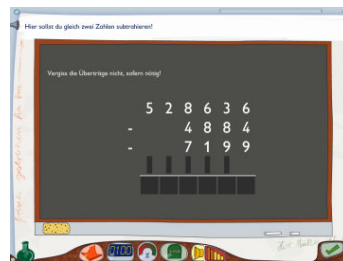 Hier sollst du gleich zwei Zahlen subtrahieren!
Vergiss die Überträge nicht, sofern nötig!
5 2 8 6 3 6
- 4 8 8 4
- 7 1 9 9
0100